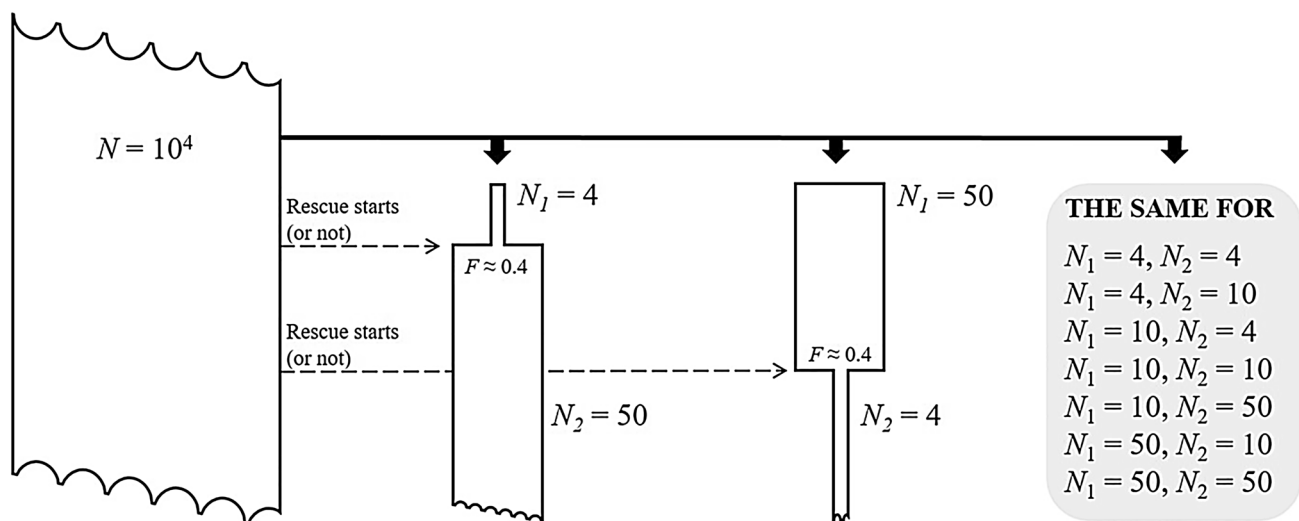 N = 10⁴
Rescue starts
(or not)
Rescue starts
(or not)
N₁ = 4
F ≈ 0.4
N₂ = 50
N₁ = 50
F ≈ 0.4
N₂ = 4
THE SAME FOR
N₁ = 4, N₂ = 4
N₁ = 4, N₂ = 10
N₁ = 10, N₂ = 4
N₁ = 10, N₂ = 10
N₁ = 10, N₂ = 50
N₁ = 50, N₂ = 10
N₁ = 50, N₂ = 50